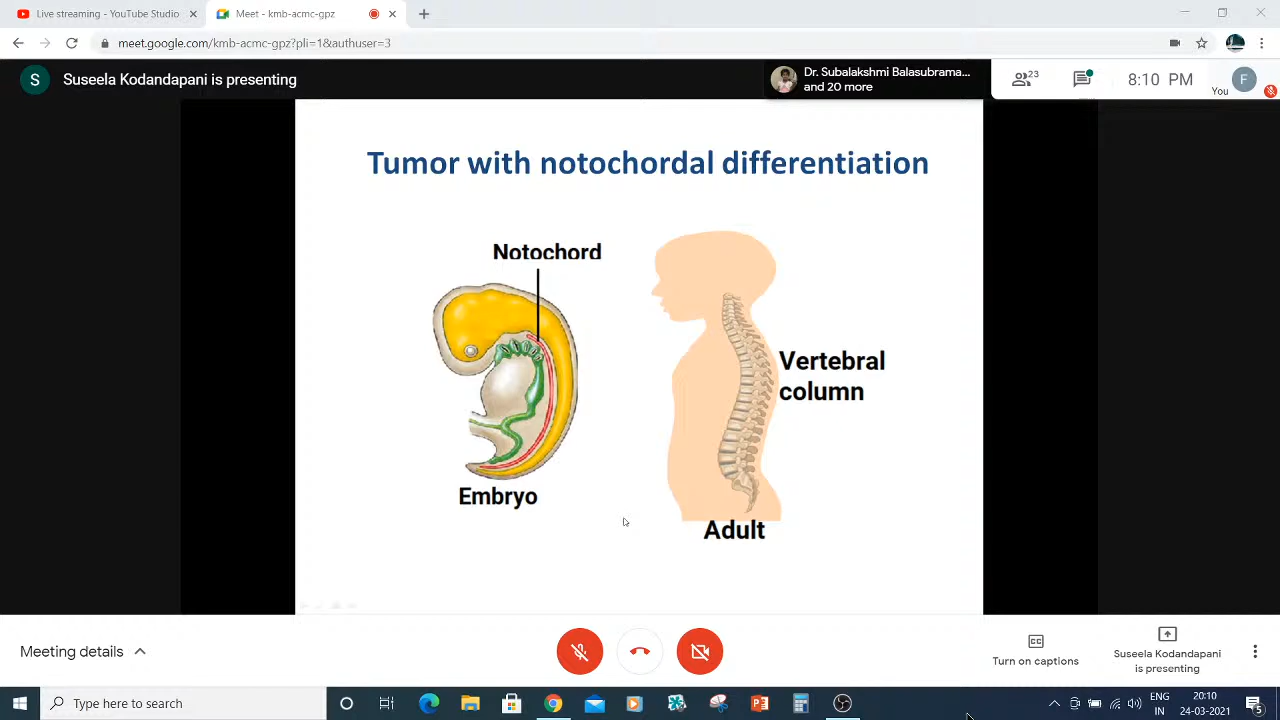 Live streaming - YouTube Studio
Meet - kmb-acmc-gpz
meet.google.com/kmb-acmc-gpz?pli=1&authuser=3
S
Suseela Kodandapani is presenting
Dr. Subalakshmi Balasubrama...
and 20 more
23
8:10 PM
You
F
Tumor with notochordal differentiation
Notochord
Vertebral
column
Embryo
Adult
Meeting details
CC
Turn on captions
Suseela Kodandapani
is presenting
Type here to search
ENG
IN
20:10
24-03-2021
5